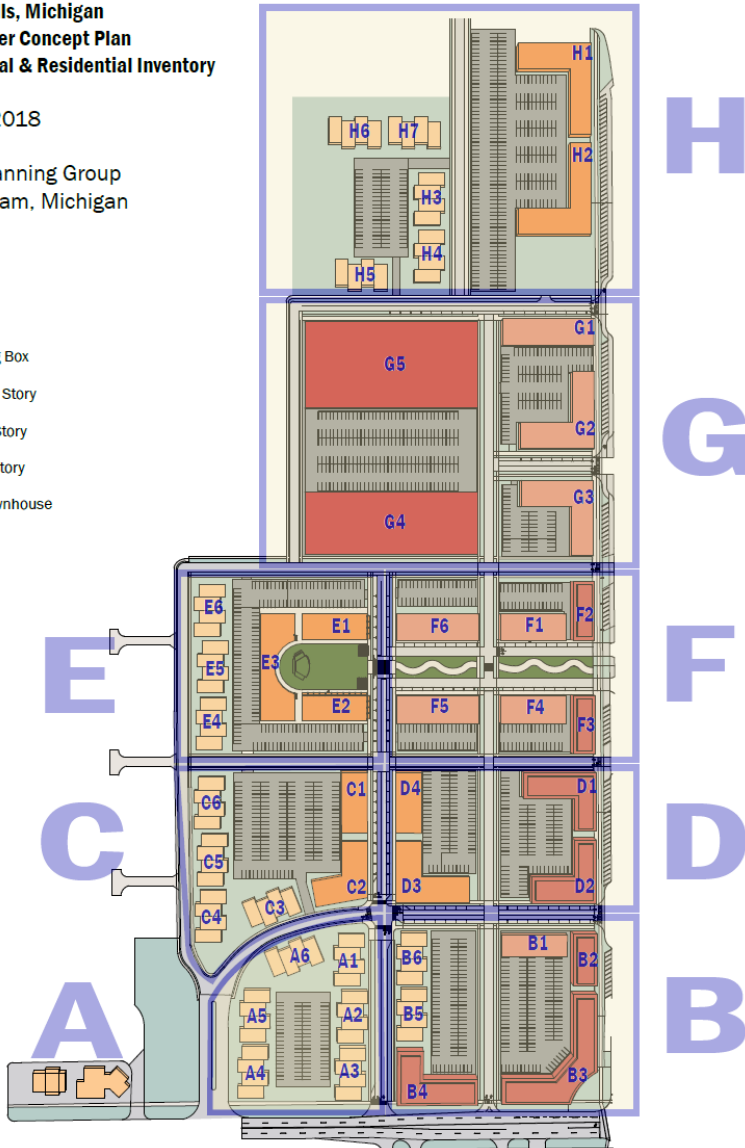 lls, Michigan
er Concept Plan
al & Residential Inventory
2018
anning Group
am, Michigan
g Box
Story
tory
tory
wnhouse
H
H1
H2
H6
H7
H3
H4
H5
G
G1
G5
G2
G3
G4
E
F
E6
E1
F6
F1
F2
E3
E5
E2
E4
F5
F4
F3
C
D
C6
C1
D4
D1
C5
C2
D3
D2
C3
C4
A
B
A6
A1
B6
B1
B2
A5
A2
B5
A4
A3
B4
B3